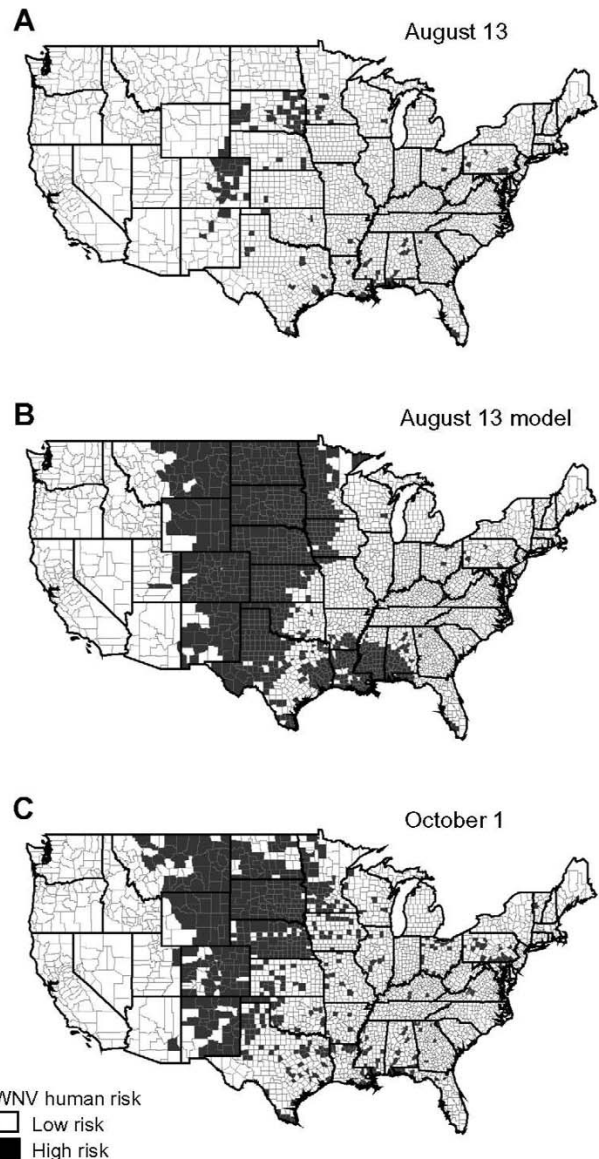 A
August 13
B
August 13 model
C
October 1
WNV human risk
Low risk
High risk